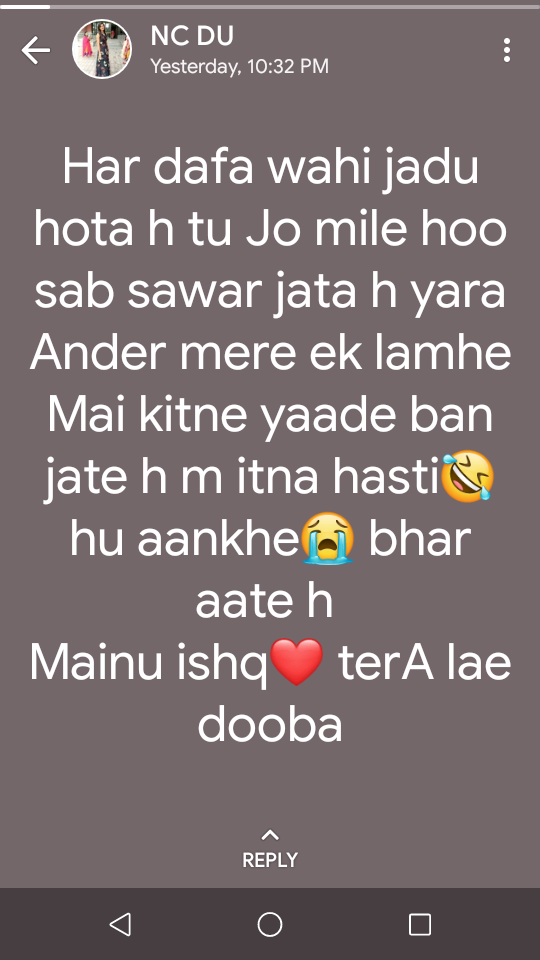 NC DU
Yesterday, 10:32 PM
Har dafa wahi jadu
hota h tu Jo mile hoo
sab sawar jata h yara
Ander mere ek lamhe
Mai kitne yaade ban
jate h m itna hasti🤣
hu aankhe😭 bhar
aate h
Mainu ishq❤️ terA lae
dooba
REPLY